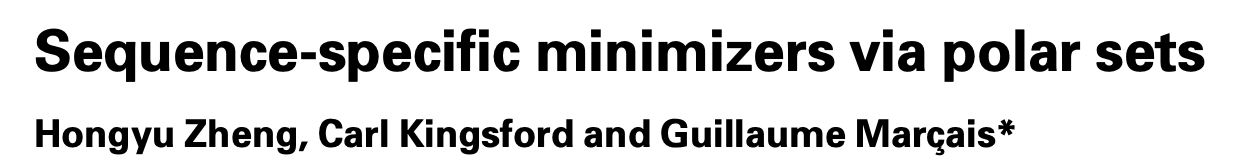 Sequence-specific minimizers via polar sets
Hongyu Zheng, Carl Kingsford and Guillaume Marçais*